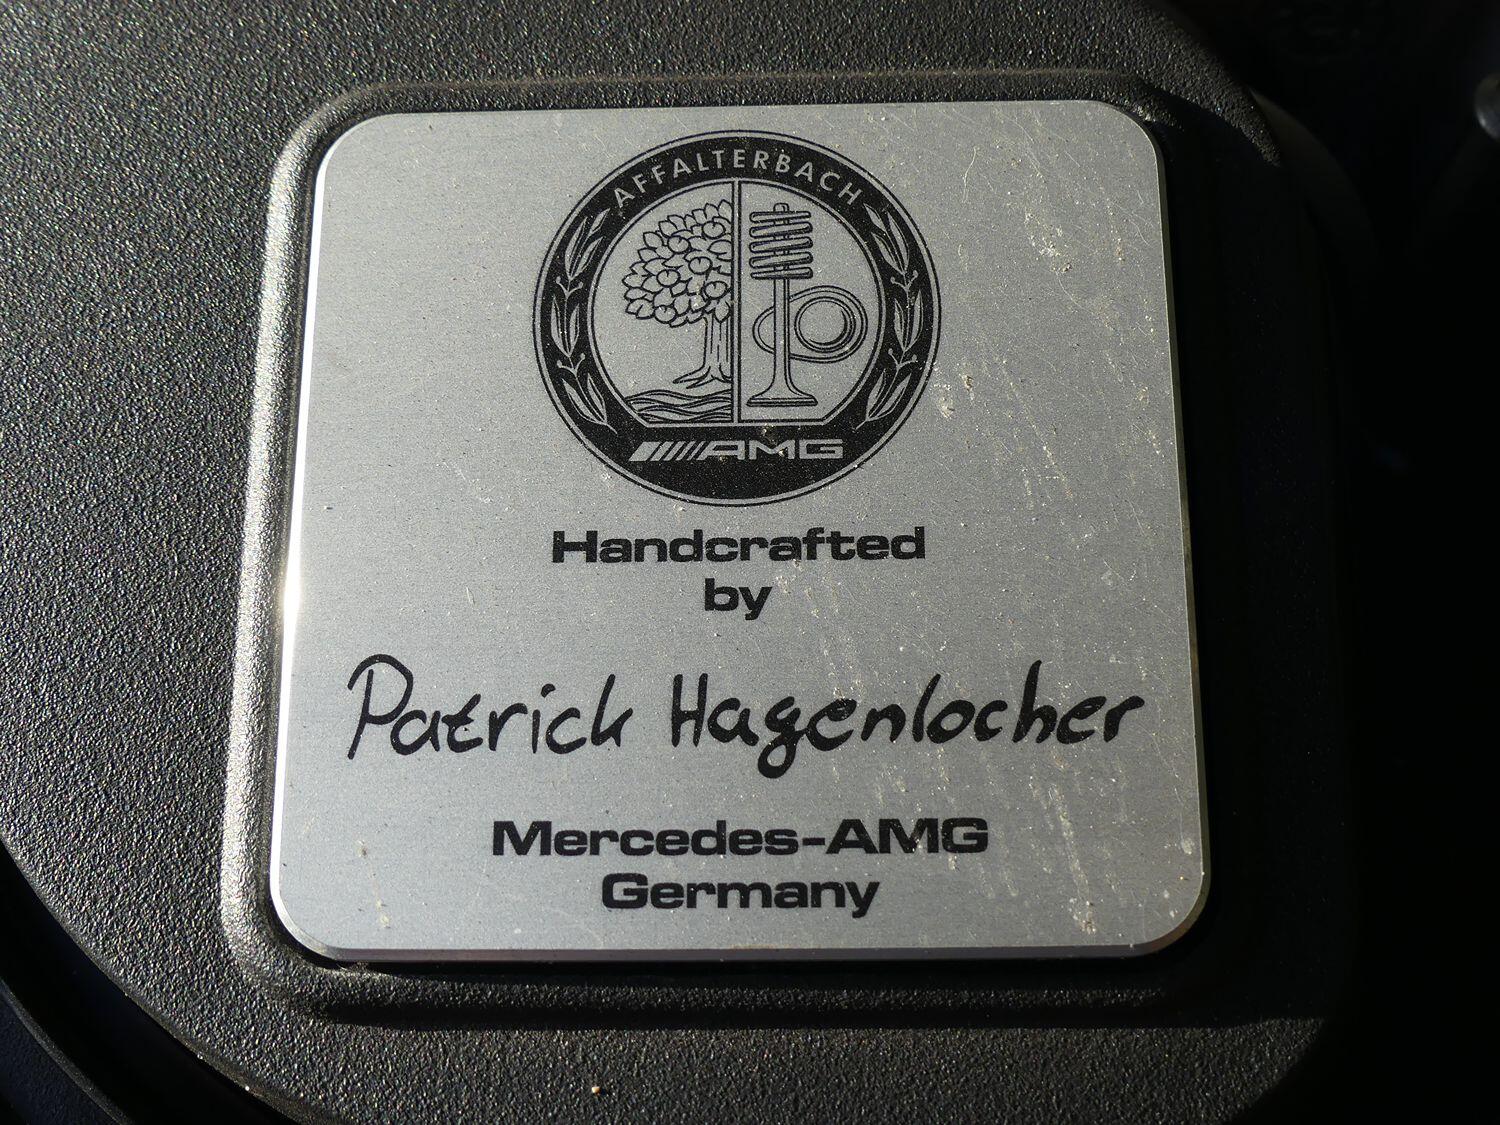 AFFALTERBACH
AMG
Handcrafted
by
Patrick Hagenlocher
Mercedes-AMG
Germany